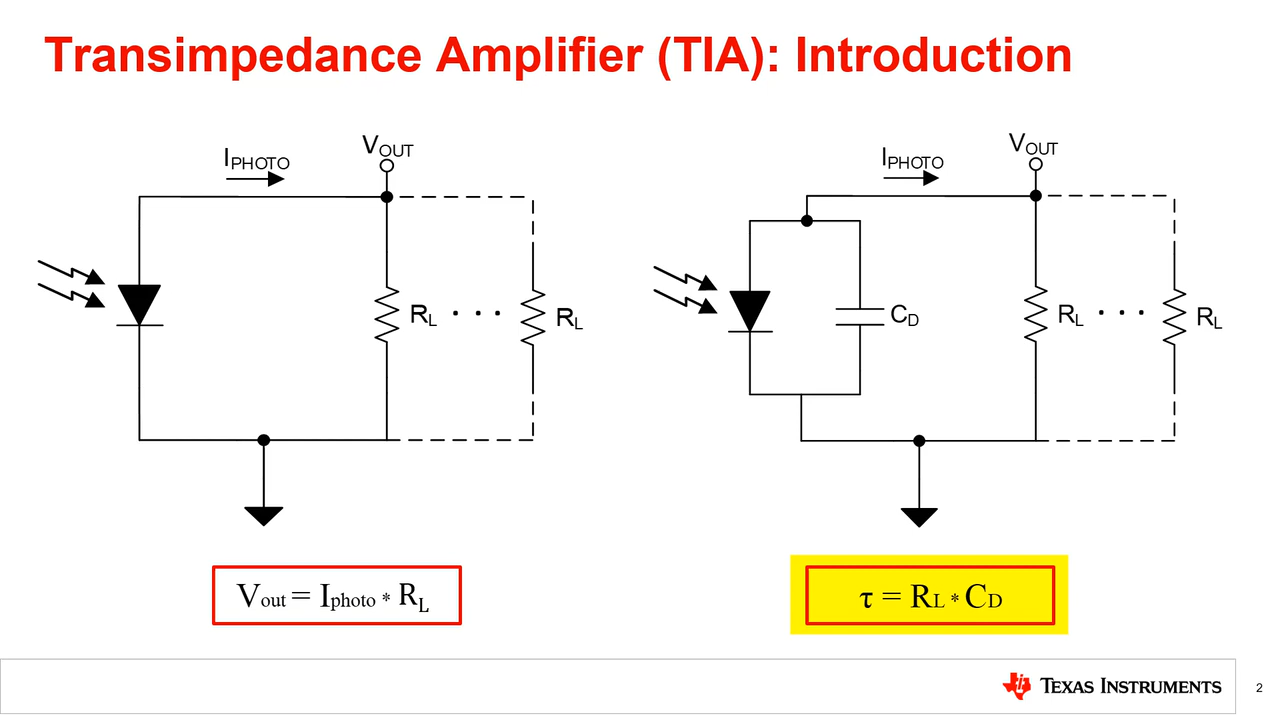 Transimpedance Amplifier (TIA): Introduction
IPHOTO
VOUT
RL
. . .
RL
IPHOTO
VOUT
CD
RL
. . .
RL
Vout = Iphoto * RL
τ = RL * CD
TEXAS INSTRUMENTS
2